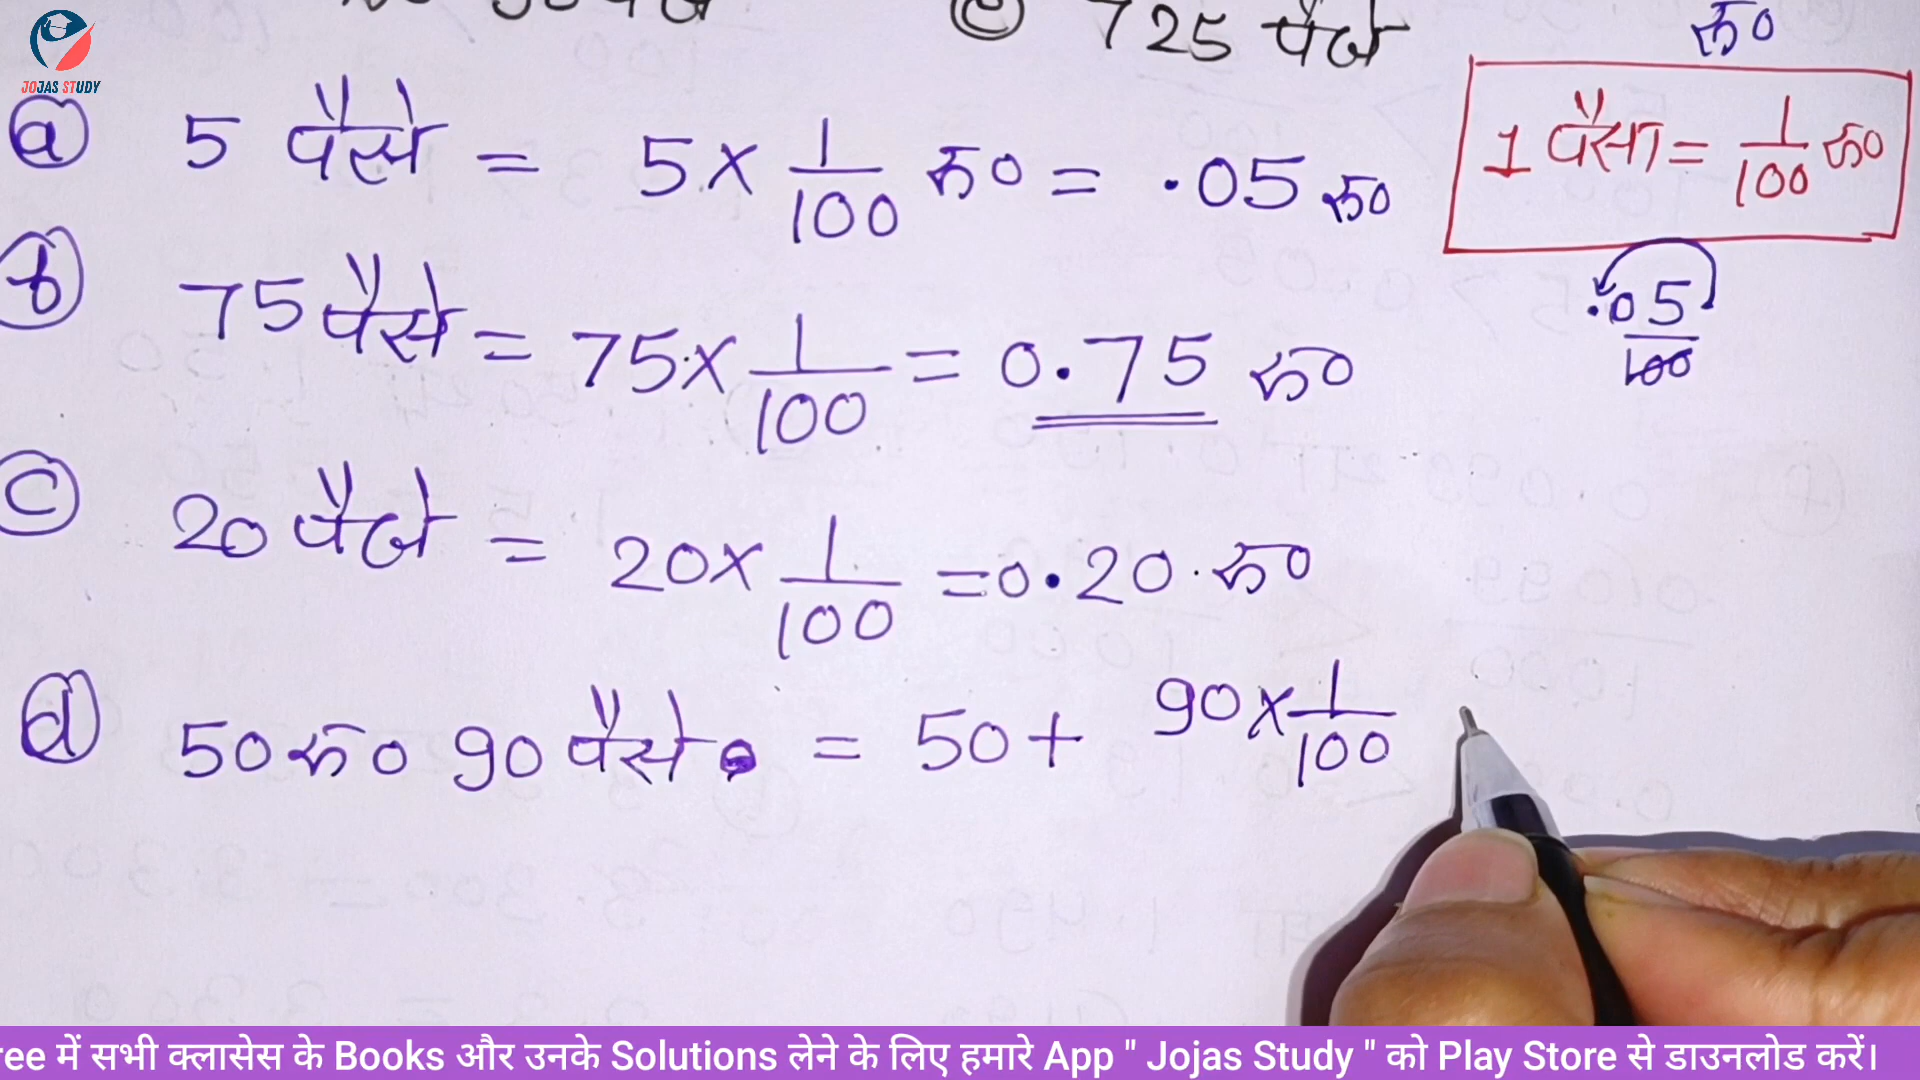 JOJAS STUDY
ⓔ 725 पैसे
रु०
1 पैसा = 1/100 रु०
ⓐ 5 पैसे = 5 × 1/100 रु० = .05 रु०
.05/100
ⓑ 75 पैसे = 75 × 1/100 = 0.75 रु०
ⓒ 20 पैसे = 20 × 1/100 = 0.20 रु०
ⓓ 50 रु० 90 पैसे = 50 + 90 × 1/100
ree में सभी क्लासेस के Books और उनके Solutions लेने के लिए हमारे App " Jojas Study " को Play Store से डाउनलोड करें।